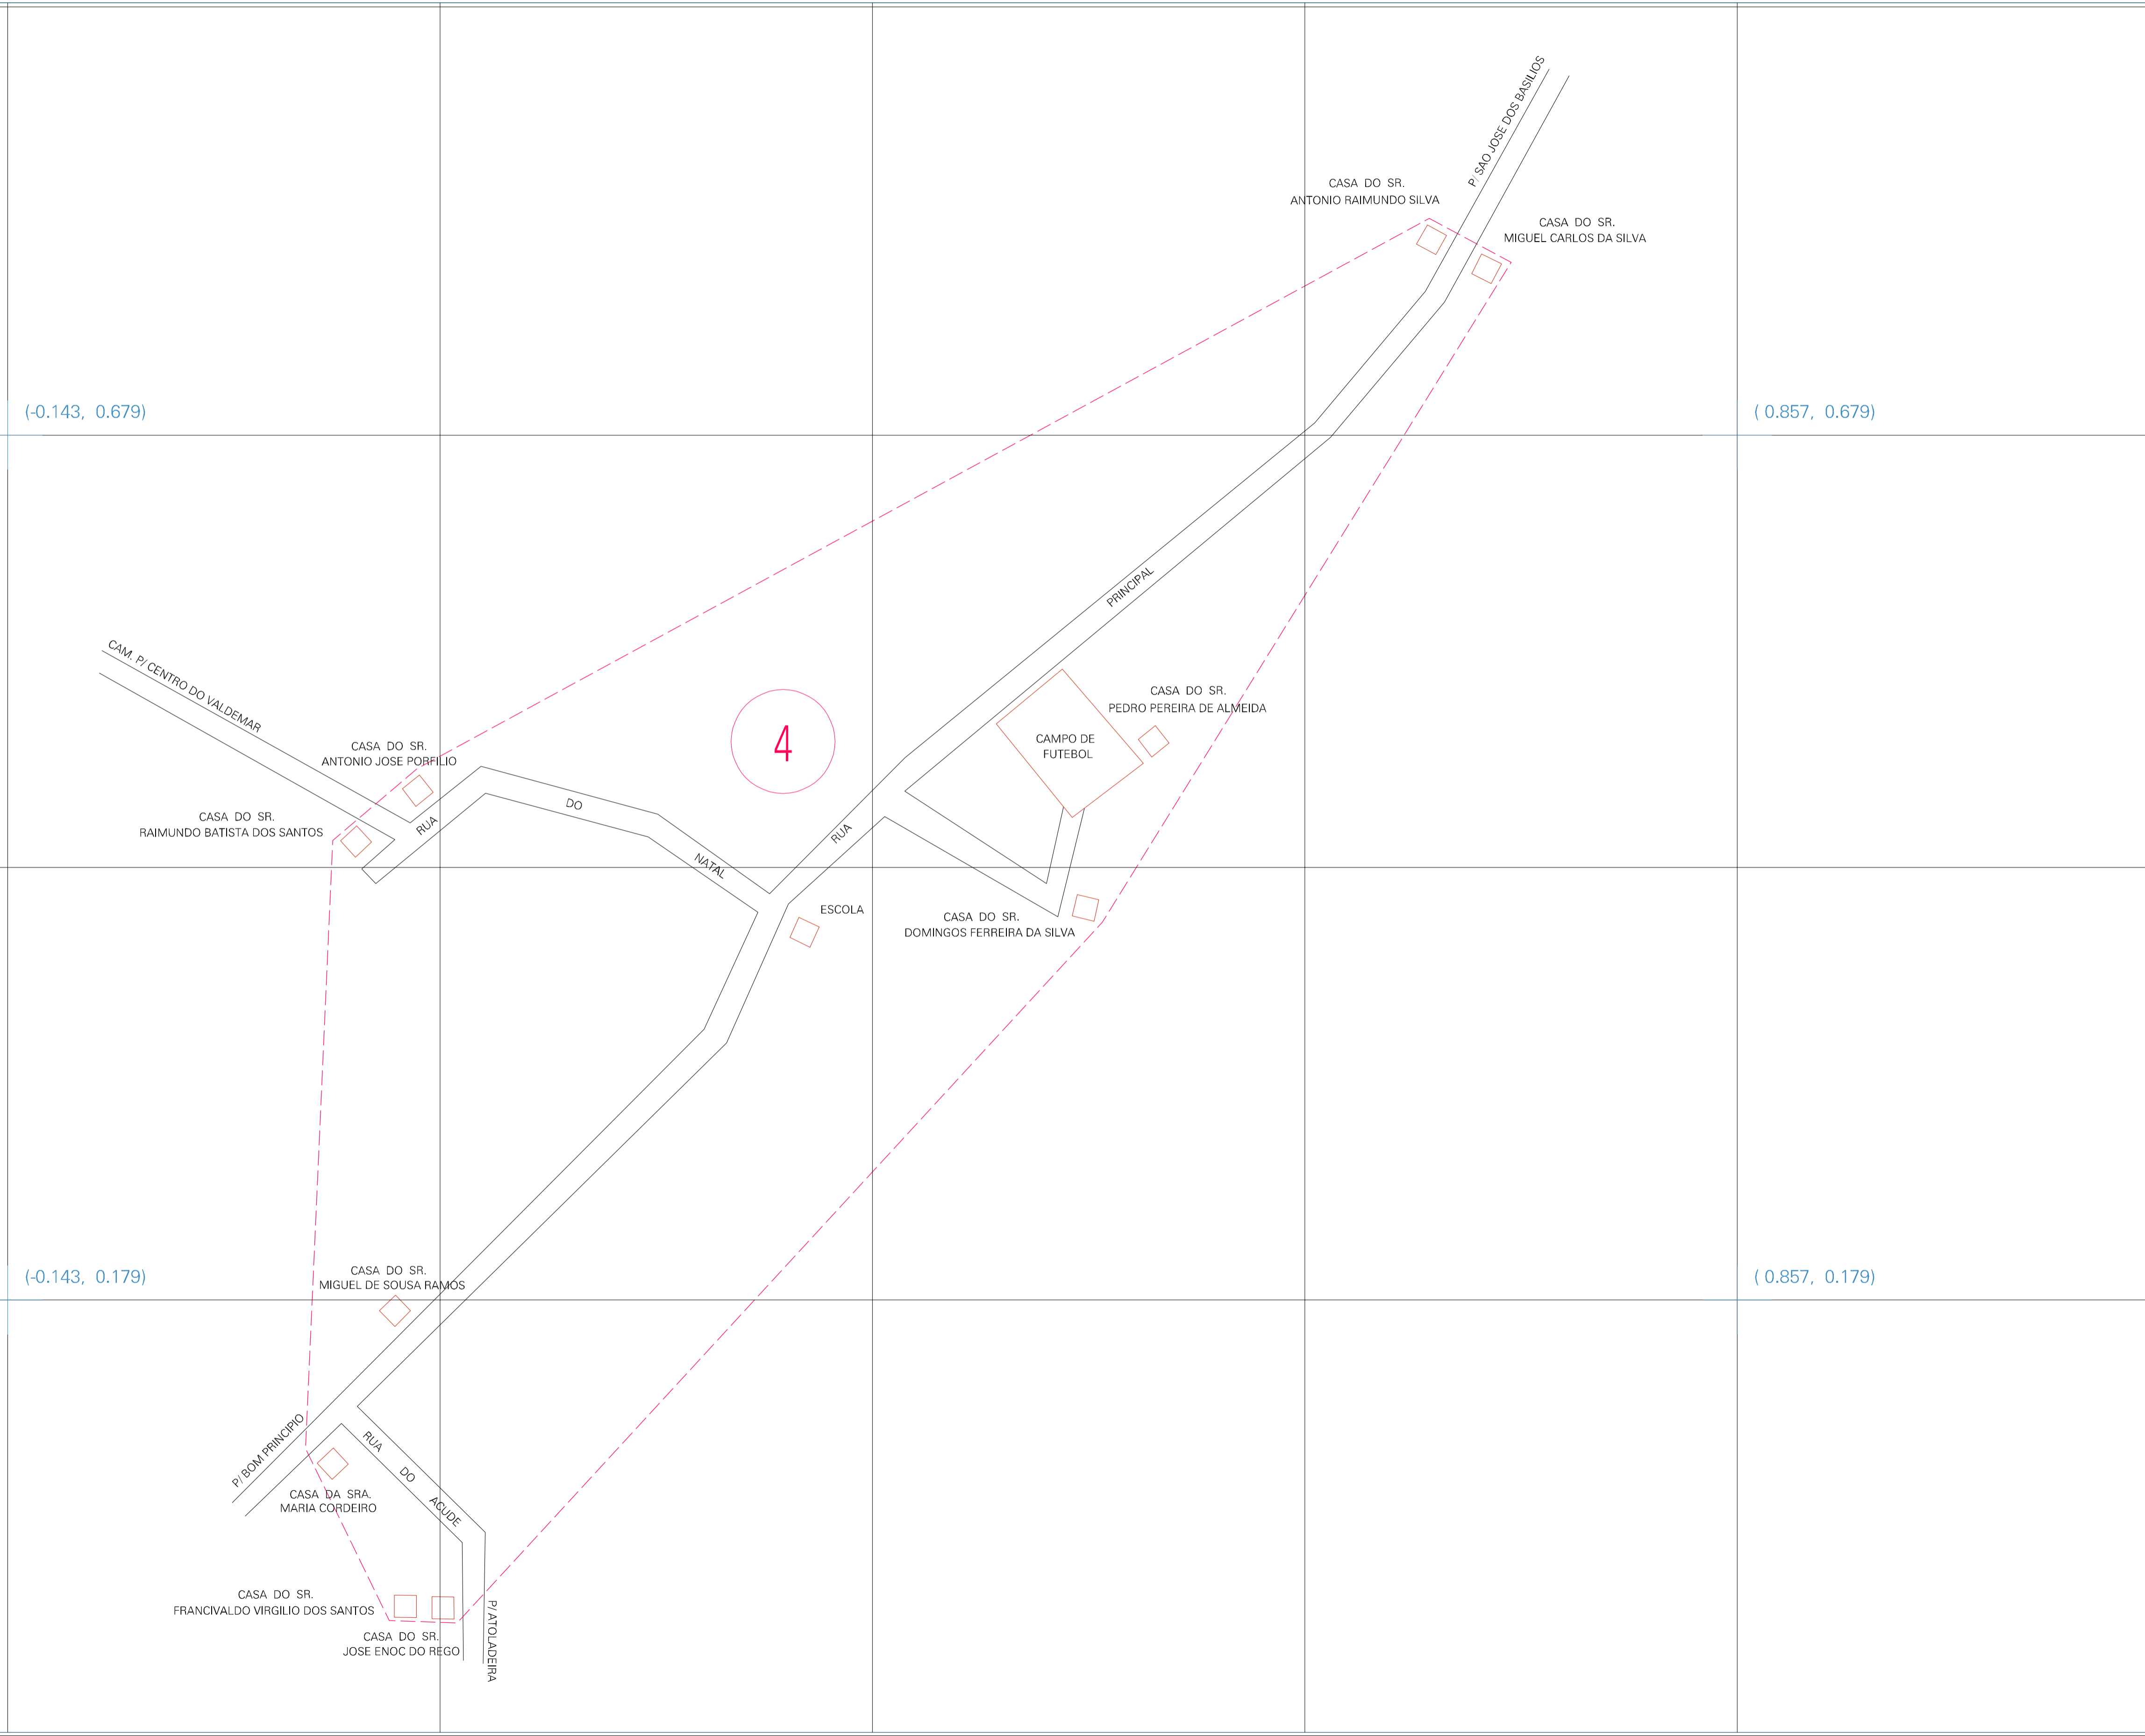 P/ SAO JOSE DOS BASILIOS
CASA DO SR.
ANTONIO RAIMUNDO SILVA
CASA DO SR.
MIGUEL CARLOS DA SILVA
(-0.143, 0.679)
( 0.857, 0.679)
PRINCIPAL
CAM. P/ CENTRO DO VALDEMAR
CASA DO SR.
PEDRO PEREIRA DE ALMEIDA
4
CAMPO DE
FUTEBOL
CASA DO SR.
ANTONIO JOSE PORFILIO
DO
CASA DO SR.
RAIMUNDO BATISTA DOS SANTOS
RUA
RUA
NATAL
ESCOLA
CASA DO SR.
DOMINGOS FERREIRA DA SILVA
(-0.143, 0.179)
( 0.857, 0.179)
CASA DO SR.
MIGUEL DE SOUSA RAMOS
P/ BOM PRINCIPIO
RUA
DO
ACUDE
CASA DA SRA.
MARIA CORDEIRO
CASA DO SR.
FRANCIVALDO VIRGILIO DOS SANTOS
CASA DO SR.
JOSE ENOC DO REGO
P/ ATOLADEIRA